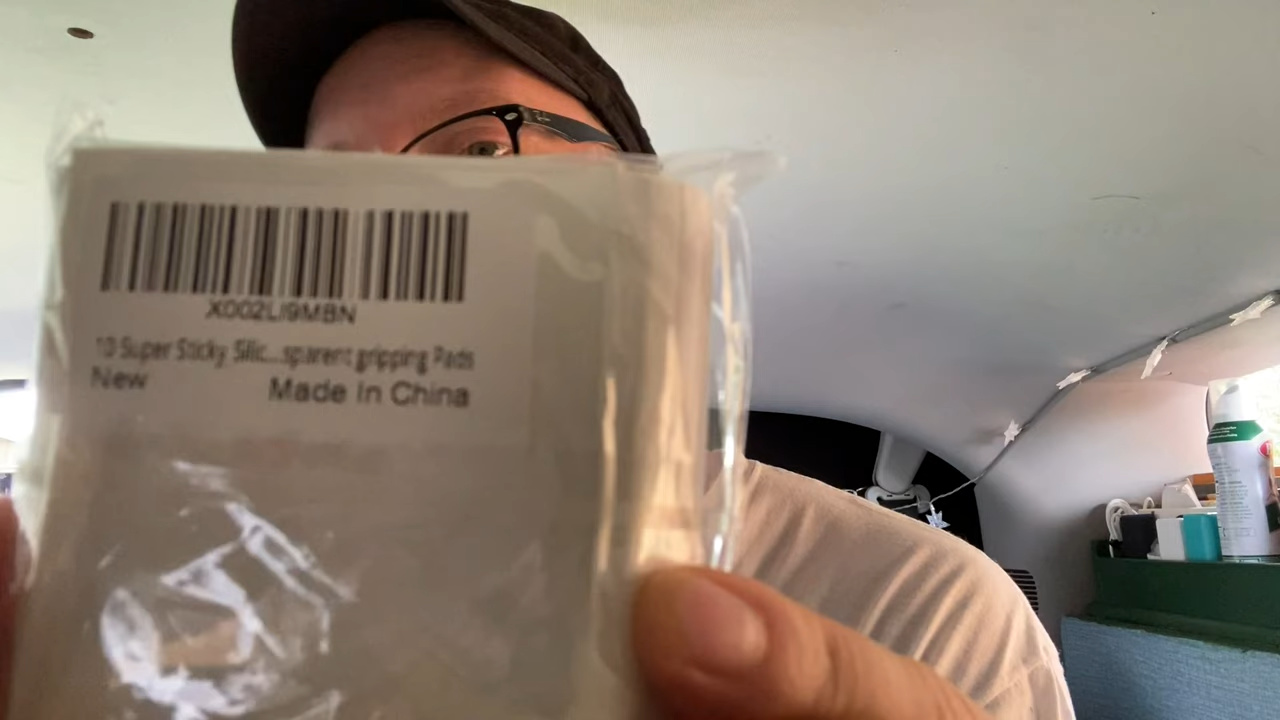 X002LI9MBN
10 Super Sticky Silic...sparent gripping Pads
New Made In China